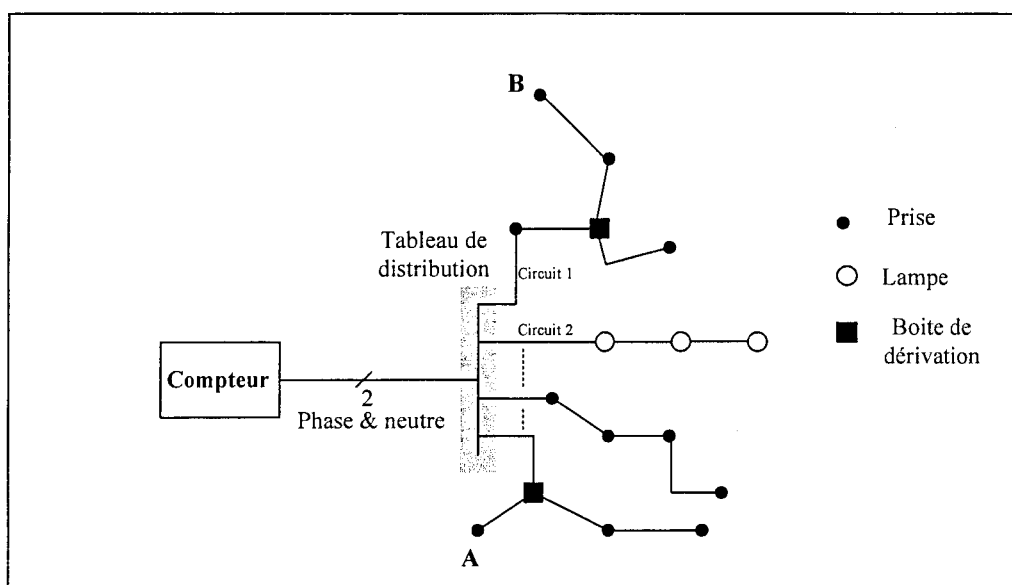 B
Prise
Tableau de
distribution
Circuit 1
Lampe
Circuit 2
Boite de
dérivation
Compteur
2
Phase & neutre
A